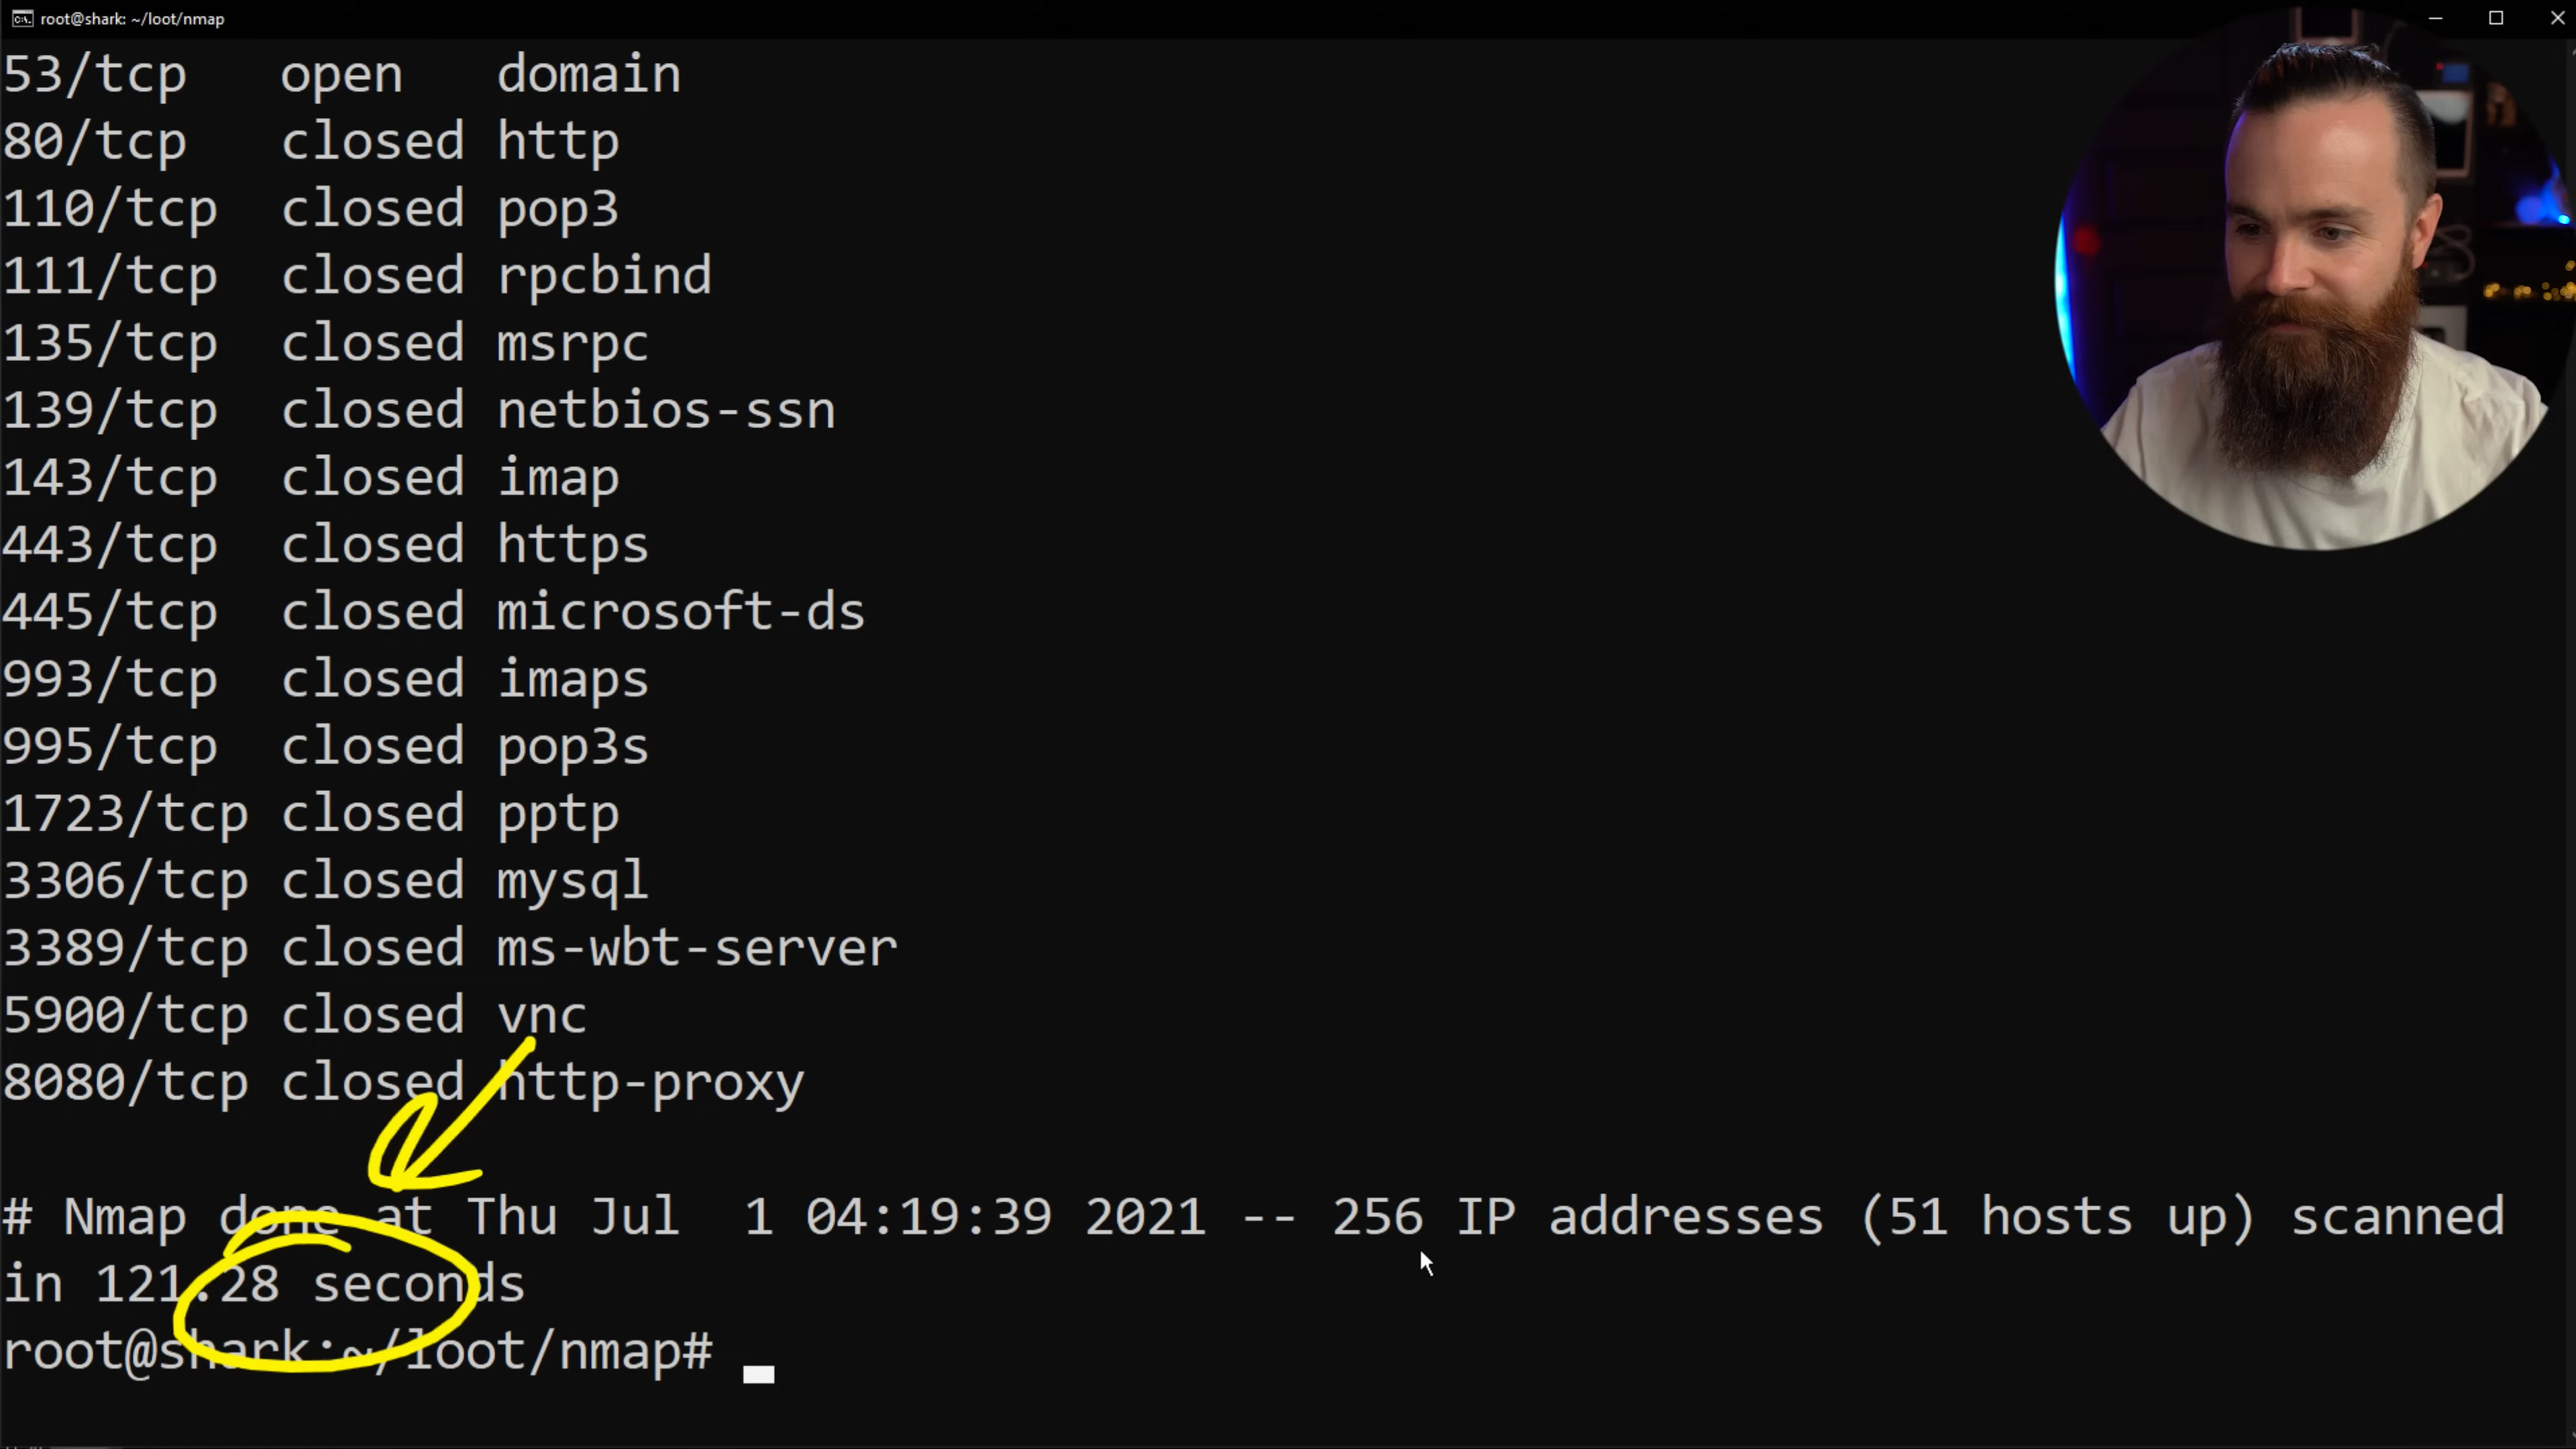 root@shark: ~/loot/nmap
53/tcp open domain
80/tcp closed http
110/tcp closed pop3
111/tcp closed rpcbind
135/tcp closed msrpc
139/tcp closed netbios-ssn
143/tcp closed imap
443/tcp closed https
445/tcp closed microsoft-ds
993/tcp closed imaps
995/tcp closed pop3s
1723/tcp closed pptp
3306/tcp closed mysql
3389/tcp closed ms-wbt-server
5900/tcp closed vnc
8080/tcp closed http-proxy
# Nmap done at Thu Jul 1 04:19:39 2021 -- 256 IP addresses (51 hosts up) scanned
in 121.28 seconds
root@shark:~/loot/nmap#